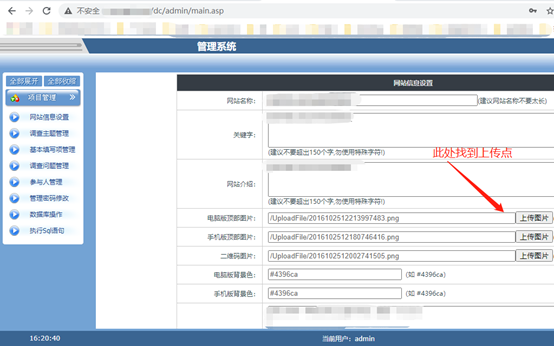 不安全 /dc/admin/main.asp
管理系统
全部展开 全部收缩
项目管理
网站信息设置
调查主题管理
基本填写项管理
调查问题管理
参与人管理
管理密码修改
数据库操作
执行Sql语句
网站信息设置
网站名称: (建议网站名称不要太长)
关键字:
(建议不要超出150个字,勿使用特殊字符!)
此处找到上传点
网站介绍:
(建议不要超出150个字,勿使用特殊字符!)
电脑版顶部图片: /UploadFile/20161025122139974​83.png 上传图片
手机版顶部图片: /UploadFile/2016102512180746416.png 上传图片
二维码图片: /UploadFile/2016102512002741505.png 上传图片
电脑版背景色: #4396ca (如 #4396ca)
手机版背景色: #4396ca (如 #4396ca)
16:20:40
当前用户: admin